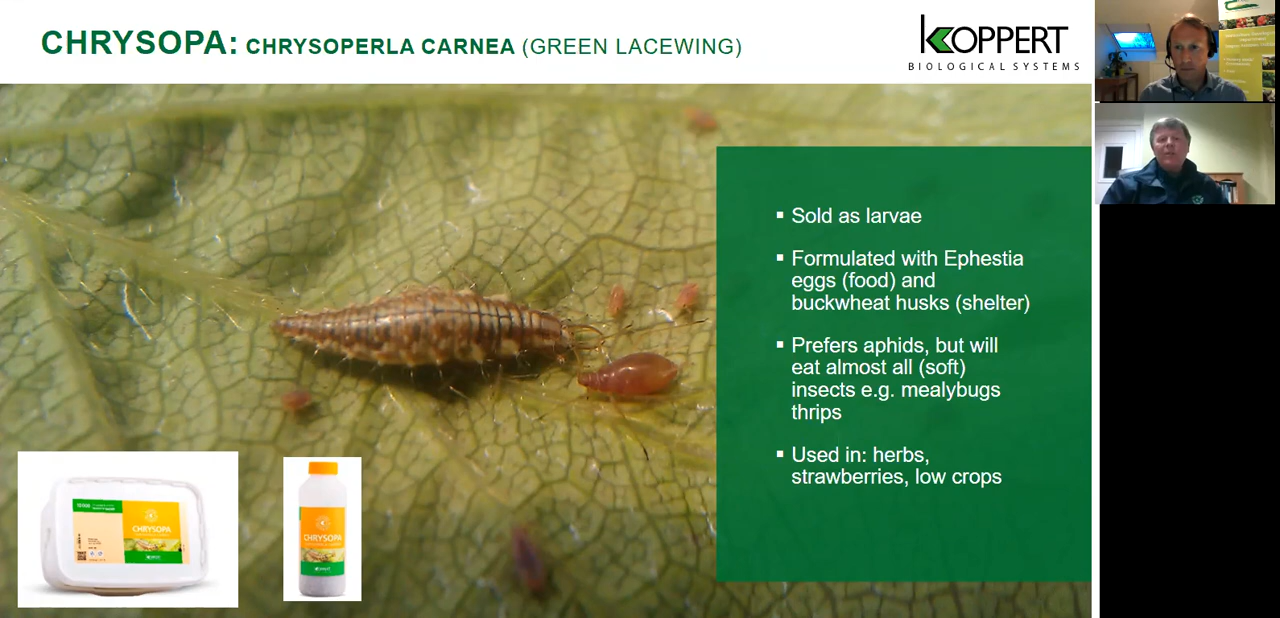 CHRYSOPA: CHRYSOPERLA CARNEA (GREEN LACEWING)
KOPPERT
BIOLOGICAL SYSTEMS
▪ Sold as larvae
▪ Formulated with Ephestia
eggs (food) and
buckwheat husks (shelter)
▪ Prefers aphids, but will
eat almost all (soft)
insects e.g. mealybugs
thrips
▪ Used in: herbs,
strawberries, low crops
CHRYSOPA
CHRYSOPA